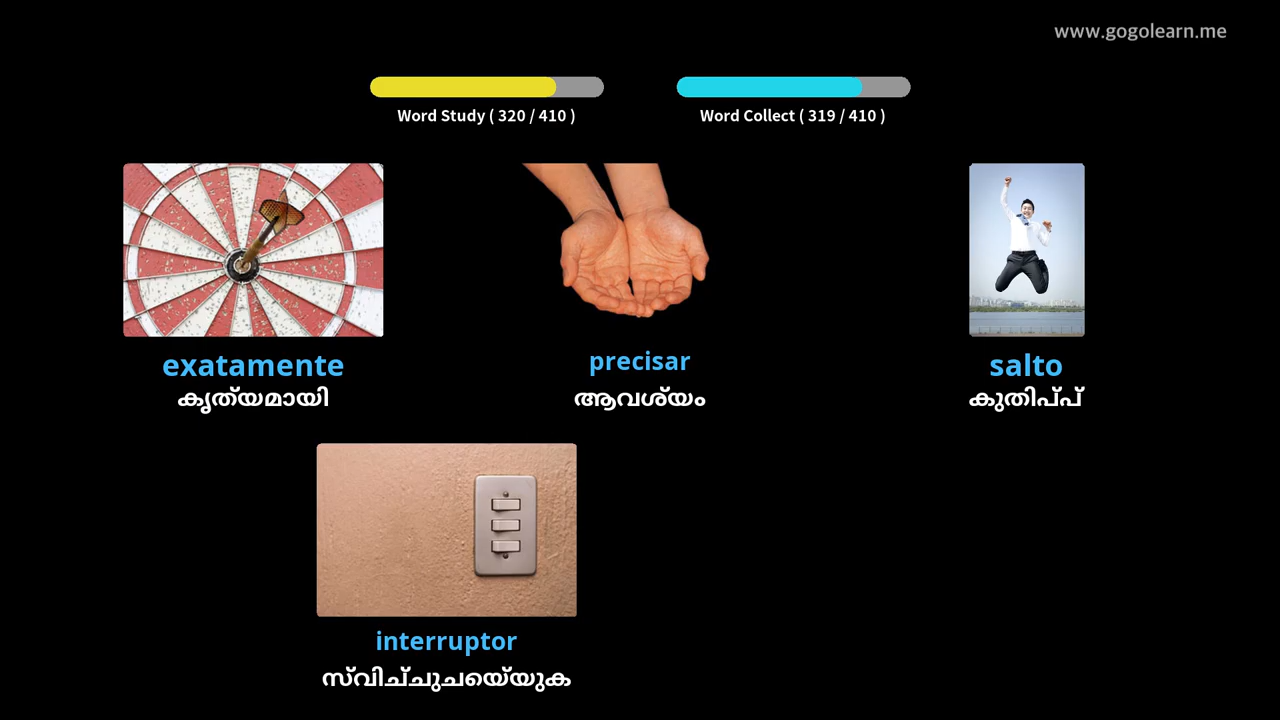 www.gogolearn.me
Word Study ( 320 / 410 )
Word Collect ( 319 / 410 )
exatamente
കൃത്യമായി
precisar
ആവശ്യം
salto
കുതിപ്പ്
interruptor
സ്വിച്ചുചയ്യെുക